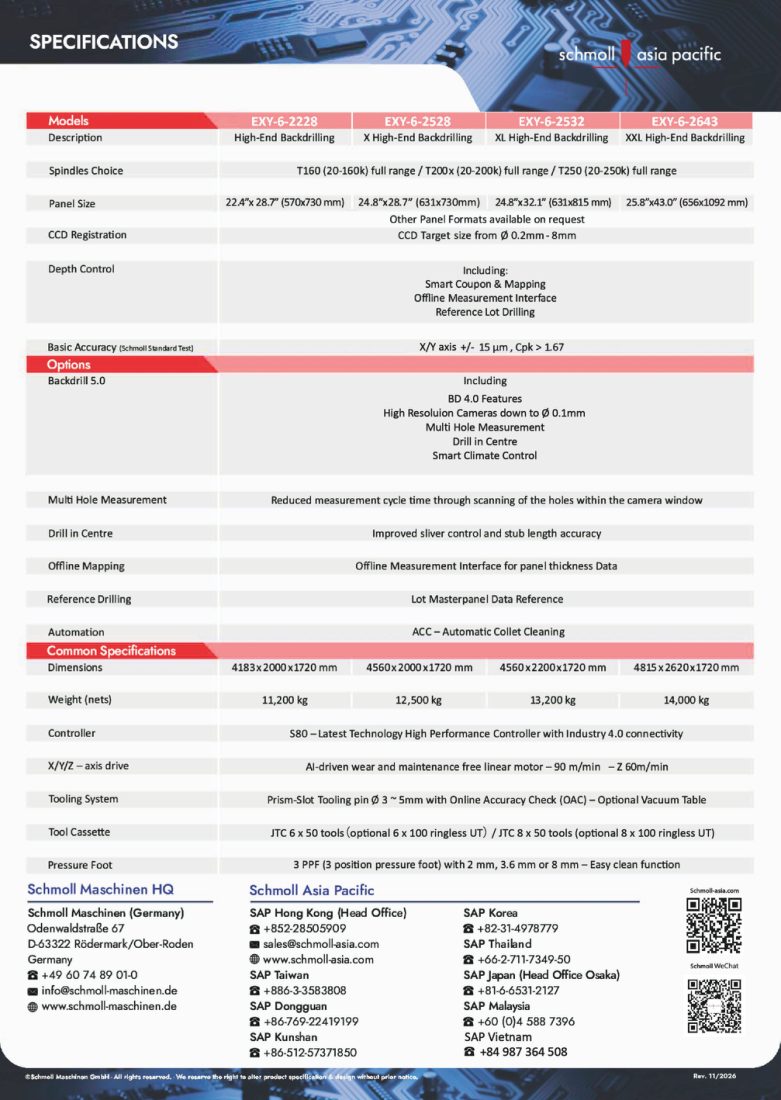 SPECIFICATIONS
schmoll asia pacific
Models EXY-6-2228 EXY-6-2528 EXY-6-2532 EXY-6-2643
Description High-End Backdrilling X High-End Backdrilling XL High-End Backdrilling XXL High-End Backdrilling
Spindles Choice T160 (20-160k) full range / T200x (20-200k) full range / T250 (20-250k) full range
Panel Size 22.4"x 28.7" (570x730 mm) 24.8"x28.7" (631x730mm) 24.8"x32.1" (631x815 mm) 25.8"x43.0" (656x1092 mm)
Other Panel Formats available on request
CCD Registration CCD Target size from Ø 0.2mm - 8mm
Depth Control Including:
Smart Coupon & Mapping
Offline Measurement Interface
Reference Lot Drilling
Basic Accuracy (Schmoll Standard Test) X/Y axis +/- 15 µm , Cpk > 1.67
Options
Backdrill 5.0 Including
BD 4.0 Features
High Resoluion Cameras down to Ø 0.1mm
Multi Hole Measurement
Drill in Centre
Smart Climate Control
Multi Hole Measurement Reduced measurement cycle time through scanning of the holes within the camera window
Drill in Centre Improved sliver control and stub length accuracy
Offline Mapping Offline Measurement Interface for panel thickness Data
Reference Drilling Lot Masterpanel Data Reference
Automation ACC – Automatic Collet Cleaning
Common Specifications
Dimensions 4183x2000x1720 mm 4560x2000x1720 mm 4560x2200x1720 mm 4815x2620x1720 mm
Weight (nets) 11,200 kg 12,500 kg 13,200 kg 14,000 kg
Controller S80 – Latest Technology High Performance Controller with Industry 4.0 connectivity
X/Y/Z – axis drive AI-driven wear and maintenance free linear motor – 90 m/min – Z 60m/min
Tooling System Prism-Slot Tooling pin Ø 3 ~ 5mm with Online Accuracy Check (OAC) – Optional Vacuum Table
Tool Cassette JTC 6 x 50 tools (optional 6 x 100 ringless UT) / JTC 8 x 50 tools (optional 8 x 100 ringless UT)
Pressure Foot 3 PPF (3 position pressure foot) with 2 mm, 3.6 mm or 8 mm – Easy clean function
Schmoll Maschinen HQ
Schmoll Maschinen (Germany)
Odenwaldstraße 67
D-63322 Rödermark/Ober-Roden
Germany
☎ +49 60 74 89 01-0
✉ info@schmoll-maschinen.de
www.schmoll-maschinen.de
Schmoll Asia Pacific
SAP Hong Kong (Head Office)
☎ +852-28505909
✉ sales@schmoll-asia.com
www.schmoll-asia.com
SAP Taiwan
☎ +886-3-3583808
SAP Dongguan
☎ +86-769-22419199
SAP Kunshan
☎ +86-512-57371850
SAP Korea
☎ +82-31-4978779
SAP Thailand
☎ +66-2-711-7349-50
SAP Japan (Head Office Osaka)
☎ +81-6-6531-2127
SAP Malaysia
☎ +60 (0)4 588 7396
SAP Vietnam
☎ +84 987 364 508
Schmoll-asia.com
Schmoll WeChat
©Schmoll Maschinen GmbH · All rights reserved. · We reserve the right to alter product specification & design without prior notice.
Rev. 11/2026